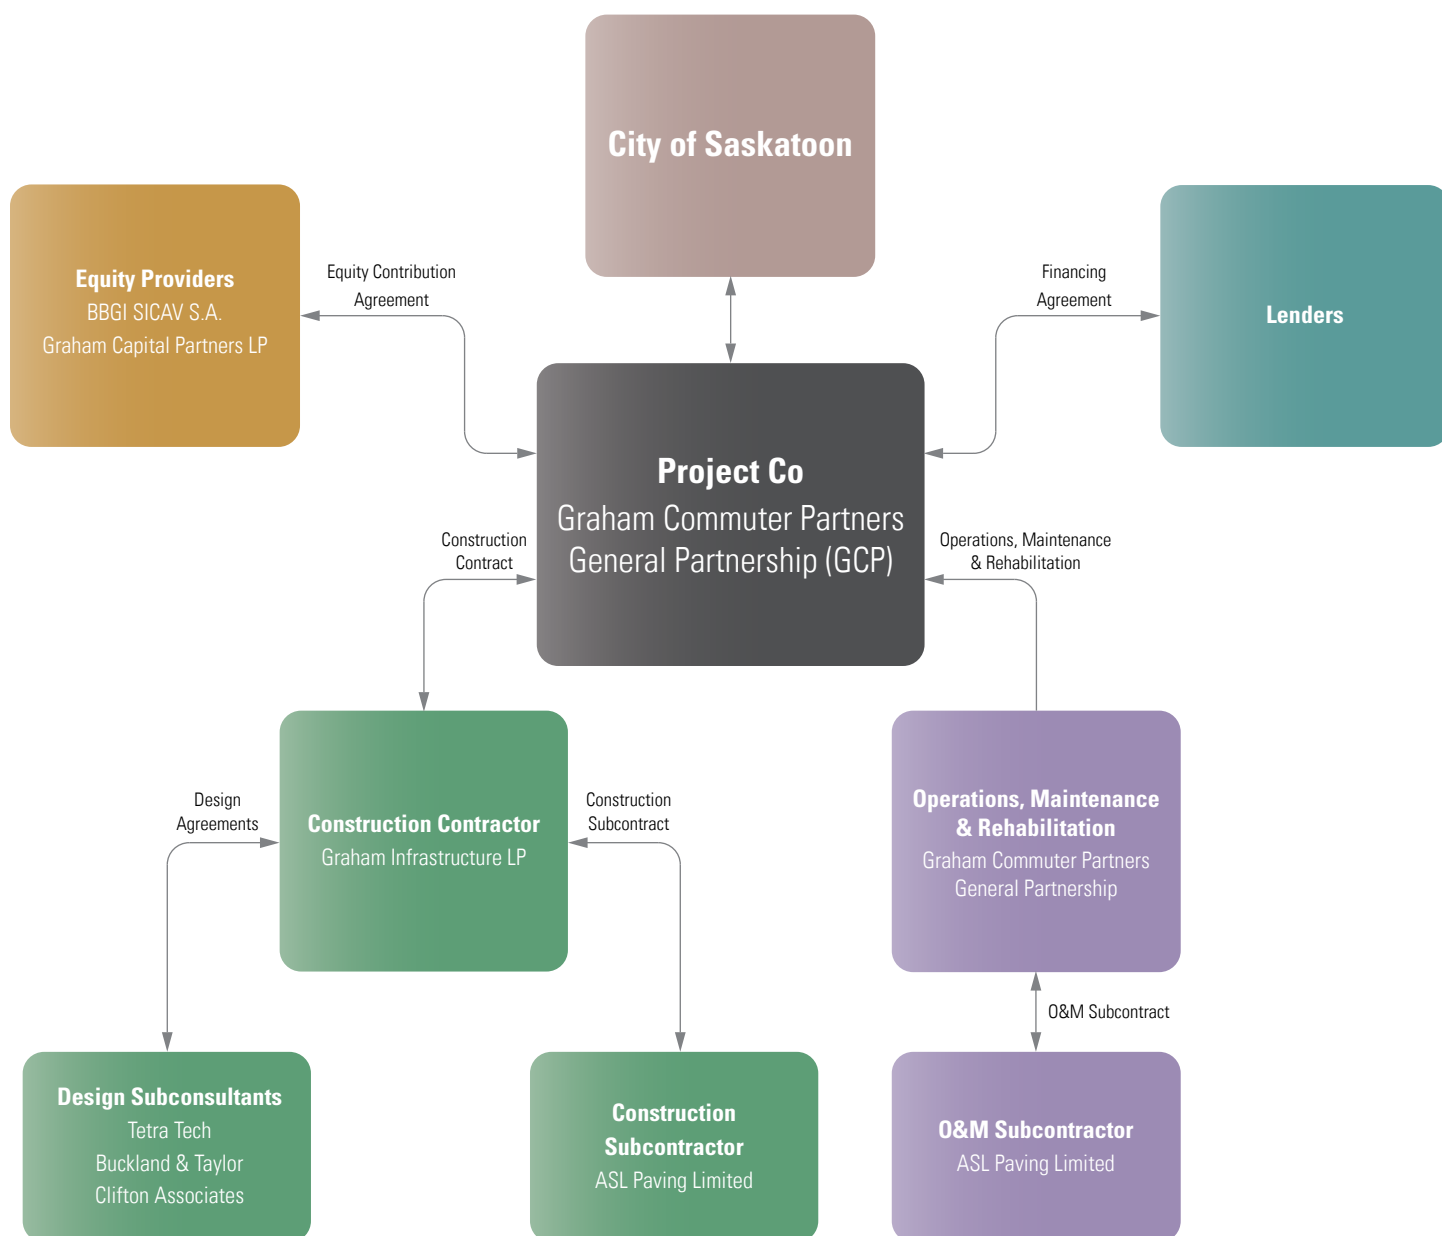 City of Saskatoon
Equity Providers
BBGI SICAV S.A.
Graham Capital Partners LP
Equity Contribution
Agreement
Financing
Agreement
Lenders
Project Co
Graham Commuter Partners
General Partnership (GCP)
Construction
Contract
Operations, Maintenance
& Rehabilitation
Design
Agreements
Construction Contractor
Graham Infrastructure LP
Construction
Subcontract
Operations, Maintenance
& Rehabilitation
Graham Commuter Partners
General Partnership
O&M Subcontract
Design Subconsultants
Tetra Tech
Buckland & Taylor
Clifton Associates
Construction
Subcontractor
ASL Paving Limited
O&M Subcontractor
ASL Paving Limited